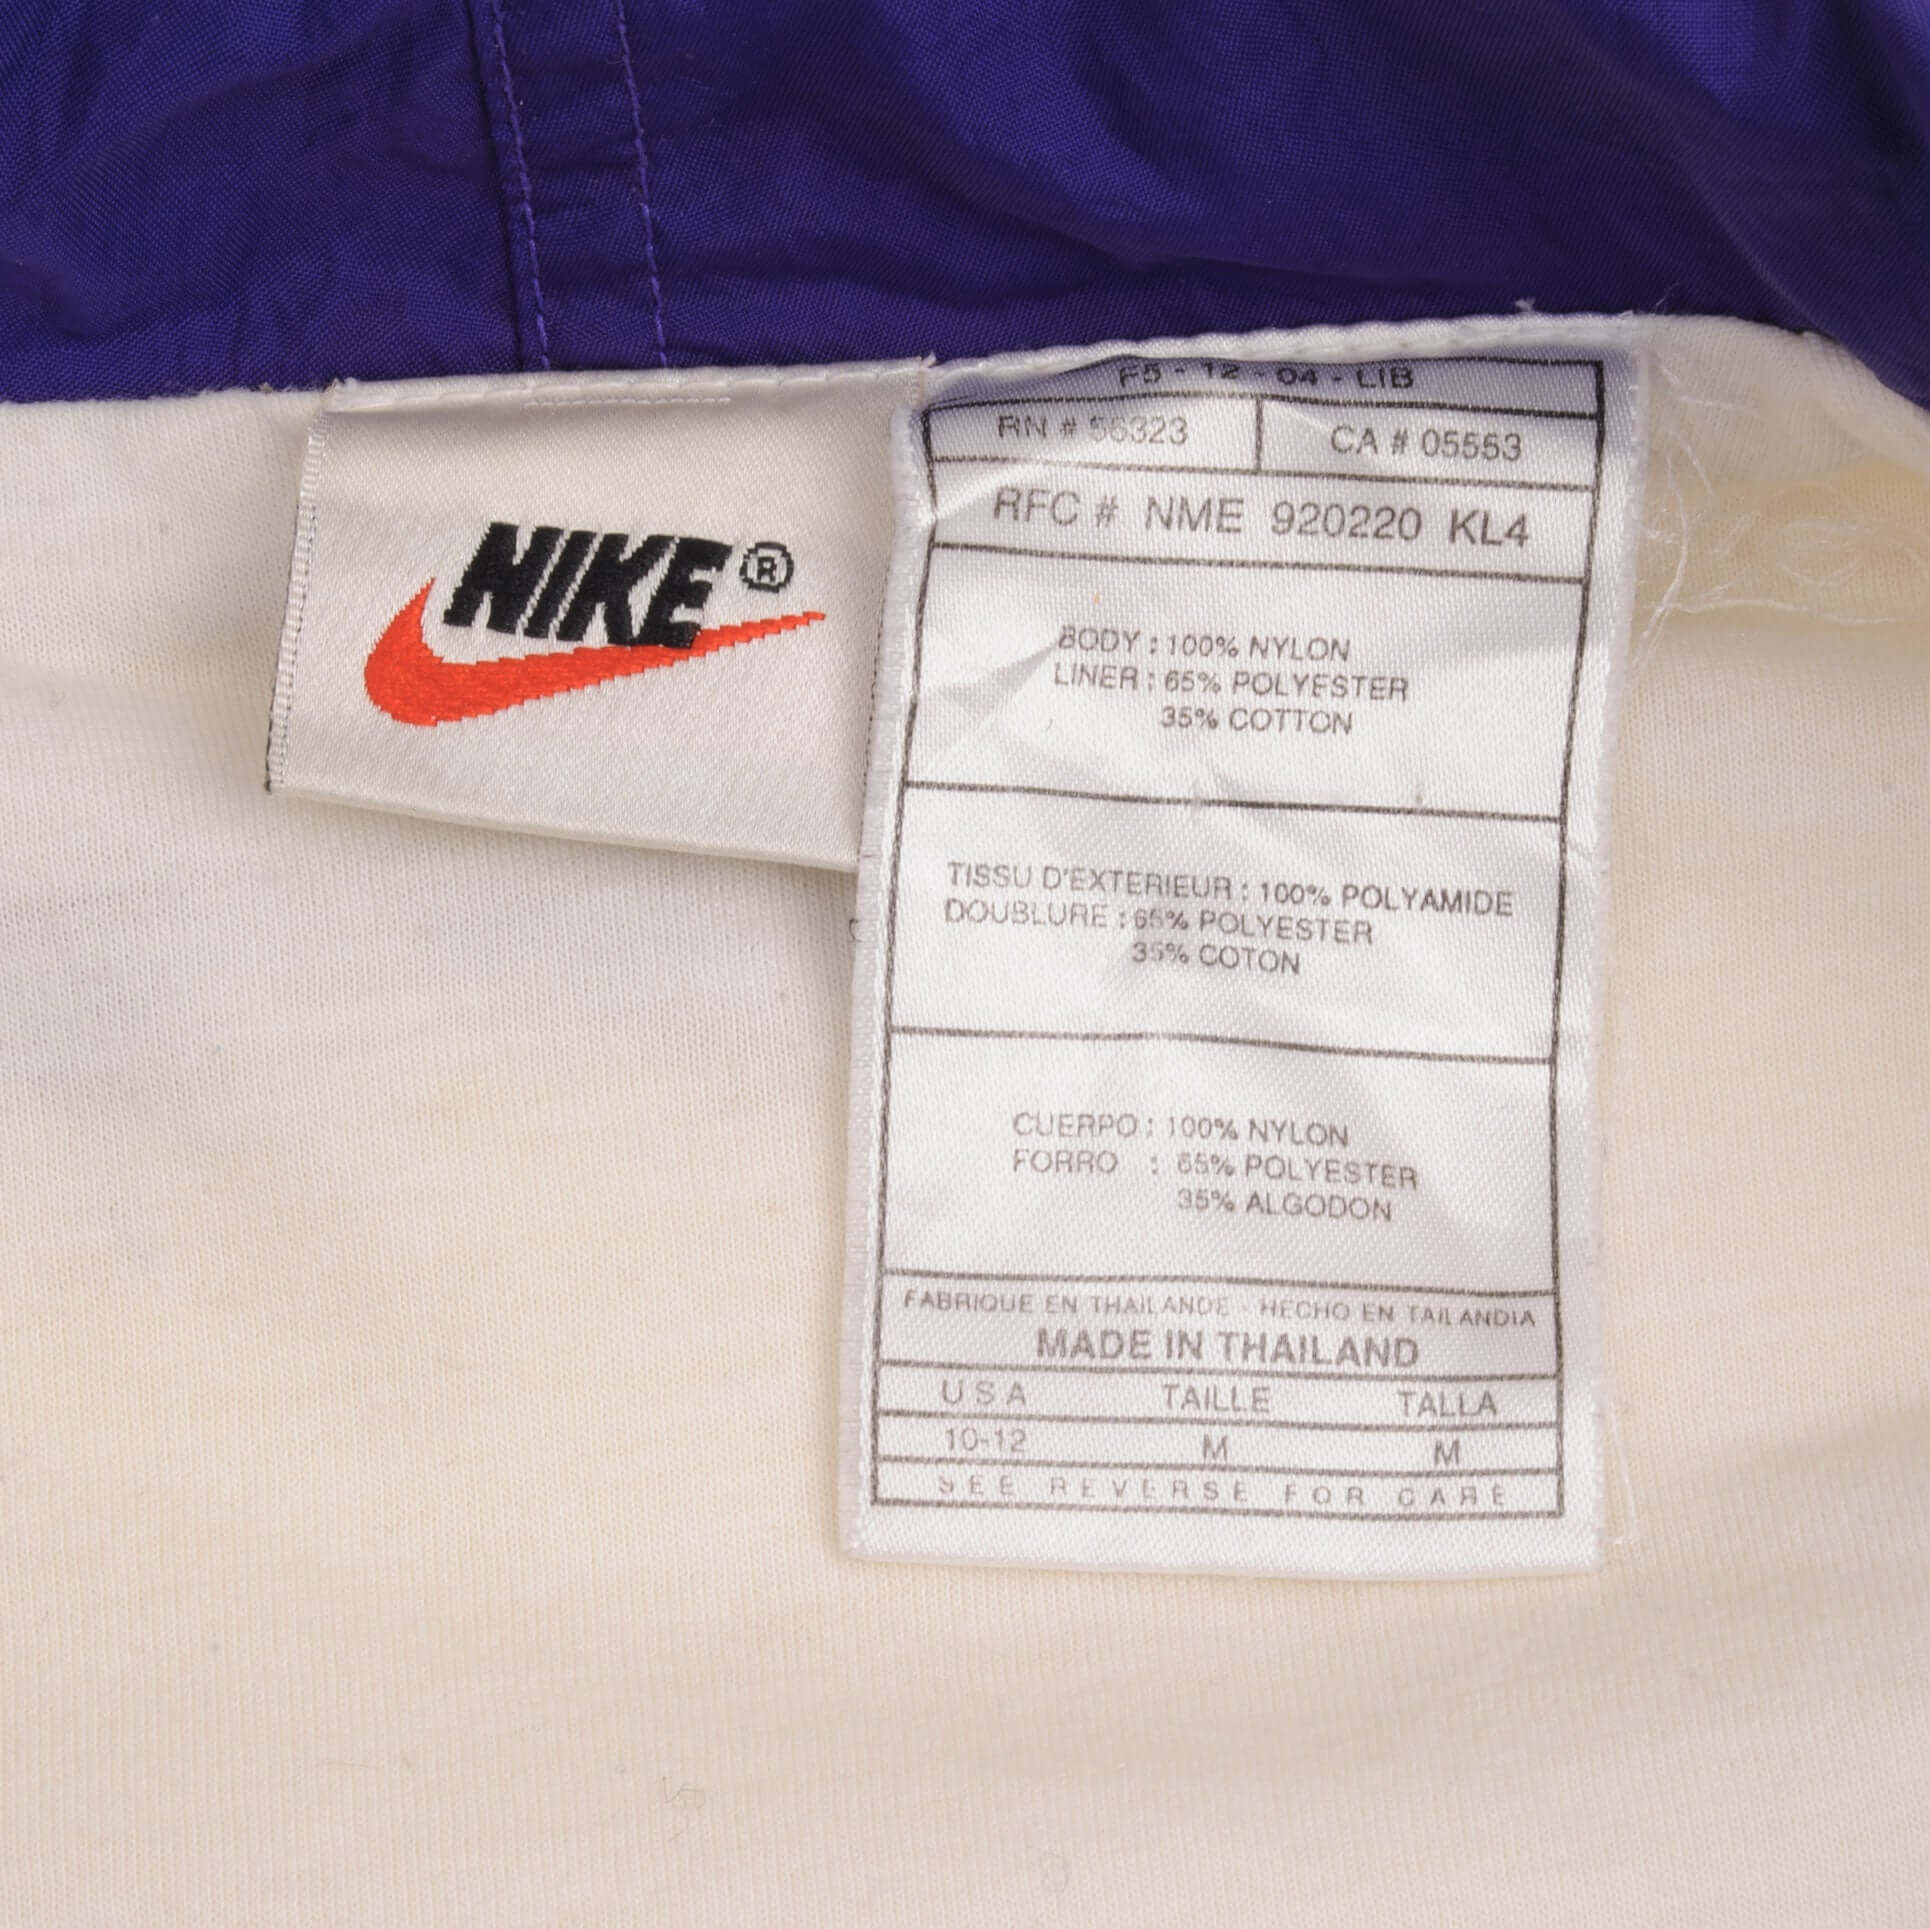 NIKE ®
F5 - 12 - 04 - LIB
RN # 56323
CA # 05553
RFC # NME 920220 KL4
BODY : 100% NYLON
LINER : 65% POLYESTER
35% COTTON
TISSU D'EXTERIEUR : 100% POLYAMIDE
DOUBLURE : 65% POLYESTER
35% COTON
CUERPO : 100% NYLON
FORRO : 65% POLYESTER
35% ALGODON
FABRIQUE EN THAILANDE - HECHO EN TAILANDIA
MADE IN THAILAND
USA TAILLE TALLA
10-12 M M
SEE REVERSE FOR CARE